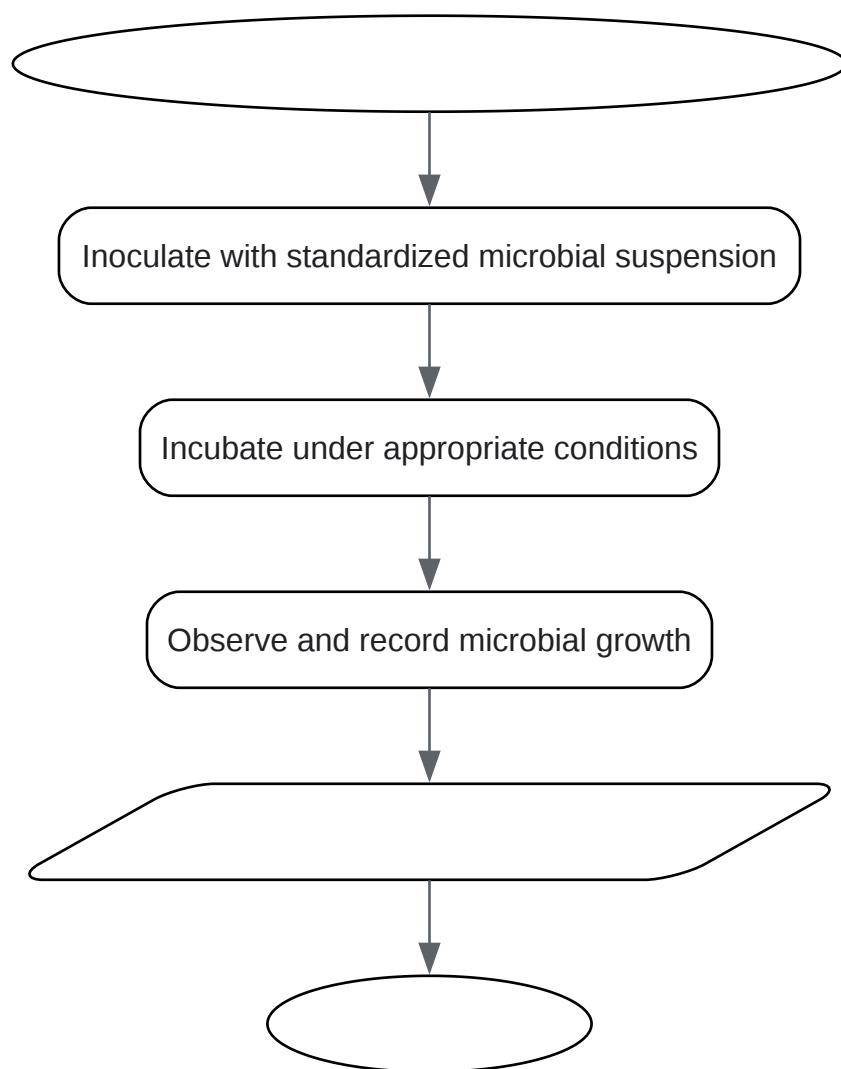 Inoculate with standardized microbial suspension
Incubate under appropriate conditions
Observe and record microbial growth